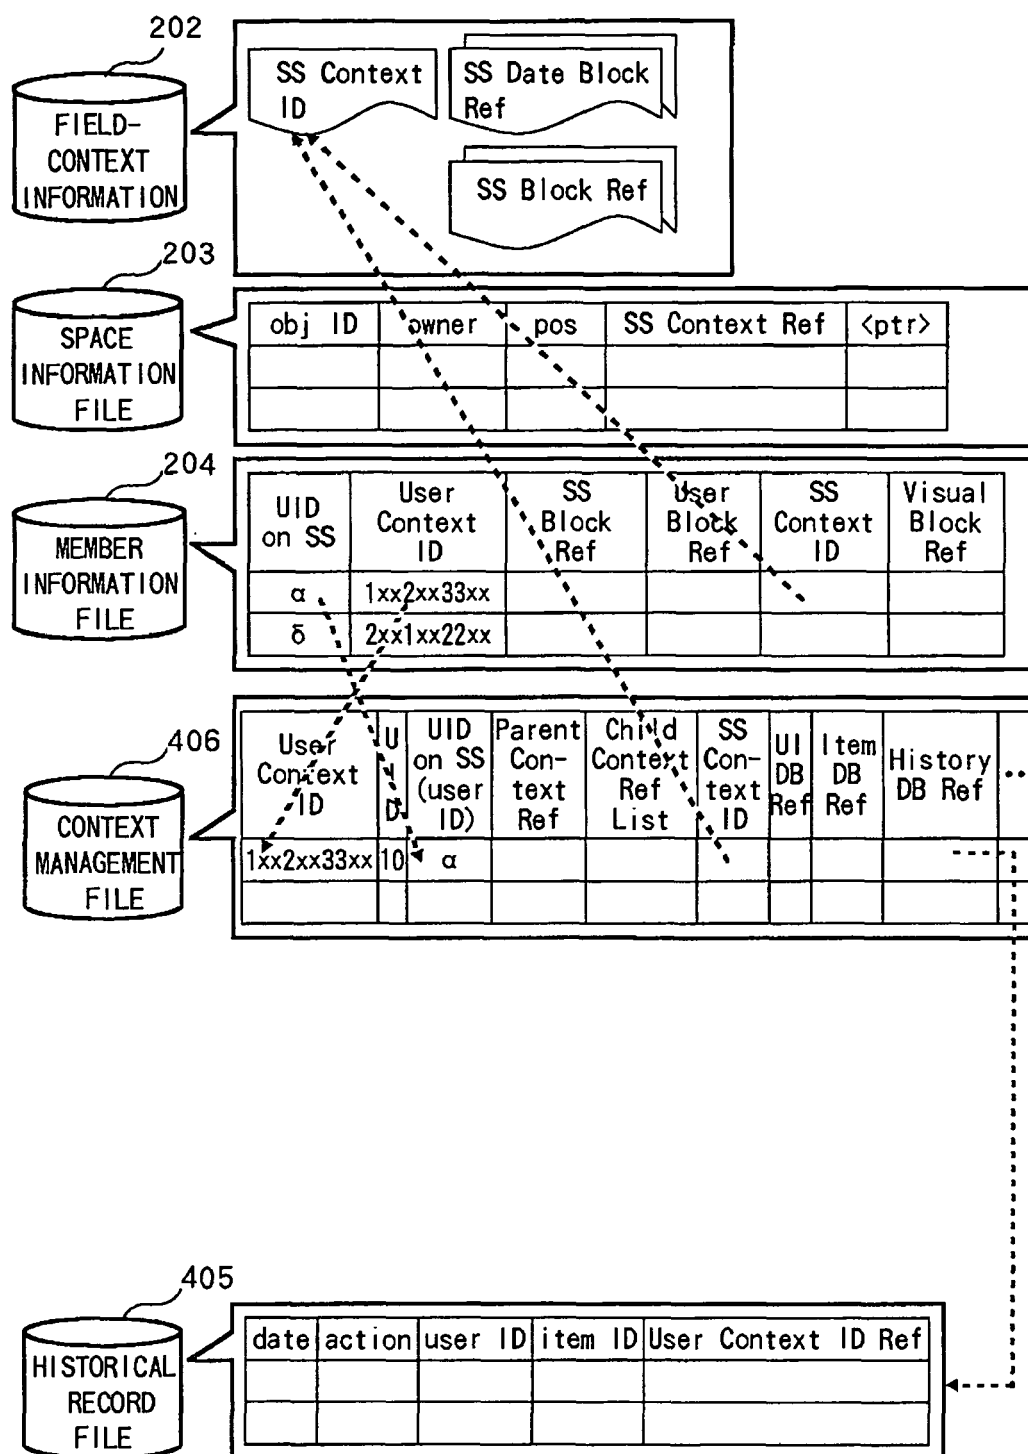 202
SS Context
ID
SS Date Block
Ref
SS Block Ref
FIELD-
CONTEXT
INFORMATION
203
obj ID owner pos SS Context Ref <ptr>
SPACE
INFORMATION
FILE
204
UID
on SS
User
Context
ID
SS
Block
Ref
User
Block
Ref
SS
Context
ID
Visual
Block
Ref
α 1xx2xx33xx
δ 2xx1xx22xx
MEMBER
INFORMATION
FILE
406
User
Context
ID
U
I
D
UID
on SS
(user
ID)
Parent
Con-
text
Ref
Child
Context
Ref
List
SS
Con-
text
ID
UI
DB
Ref
Item
DB
Ref
History
DB Ref
...
1xx2xx33xx 10 α
CONTEXT
MANAGEMENT
FILE
405
date action user ID item ID User Context ID Ref
HISTORICAL
RECORD
FILE